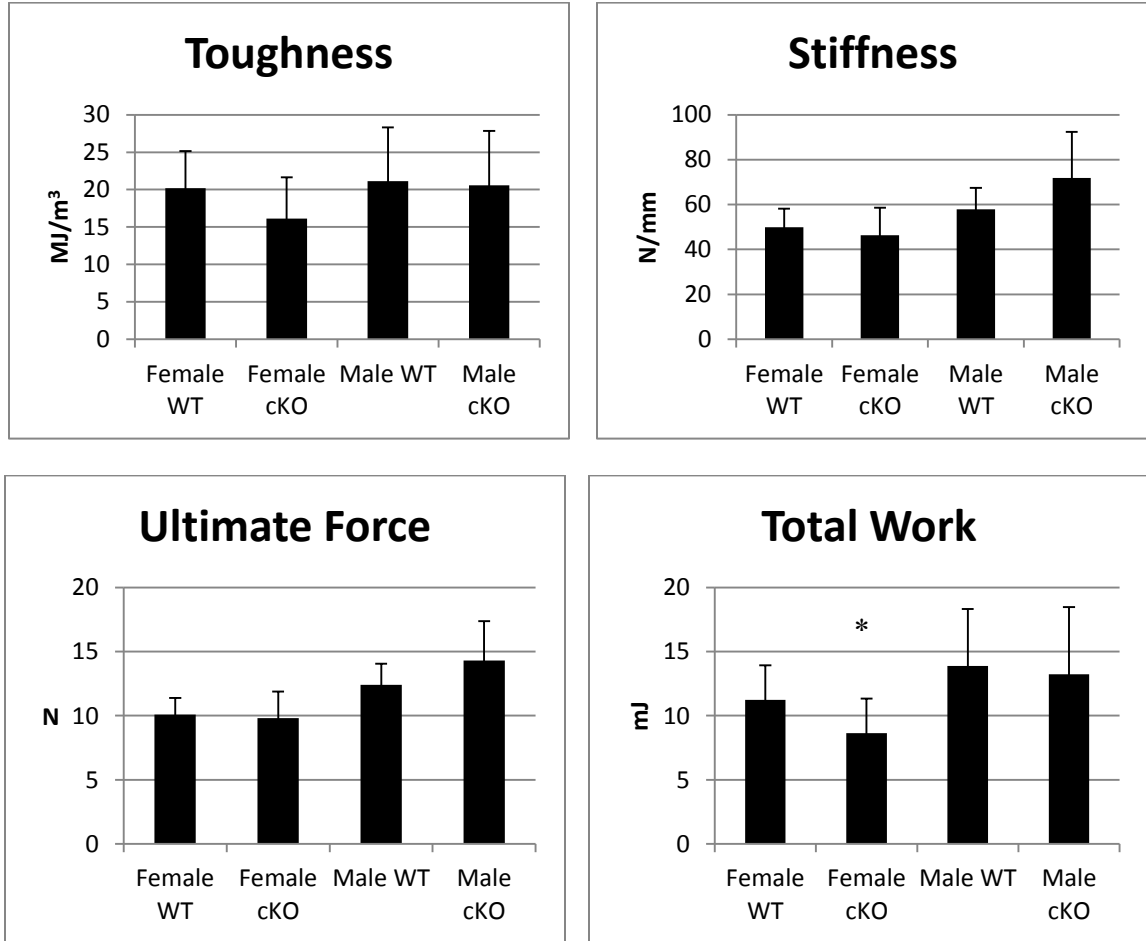 Toughness
30
25
20
15
10
5
0
MJ/m³
Female WT
Female cKO
Male WT
Male cKO
Stiffness
100
80
60
40
20
0
N/mm
Female WT
Female cKO
Male WT
Male cKO
Ultimate Force
20
15
10
5
0
N
Female WT
Female cKO
Male WT
Male cKO
Total Work
20
15
10
5
0
mJ
*
Female WT
Female cKO
Male WT
Male cKO